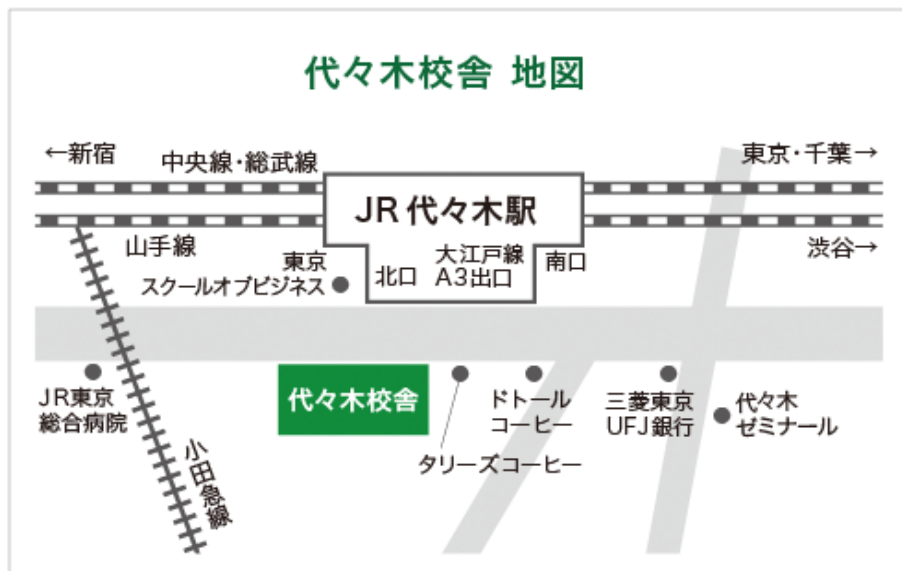 代々木校舎 地図
←新宿
中央線・総武線
東京・千葉→
JR代々木駅
山手線
渋谷→
東京
スクールオブビジネス
北口
大江戸線
A3出口
南口
JR東京
総合病院
代々木校舎
ドトール
コーヒー
三菱東京
UFJ銀行
代々木
ゼミナール
タリーズコーヒー
小田急線